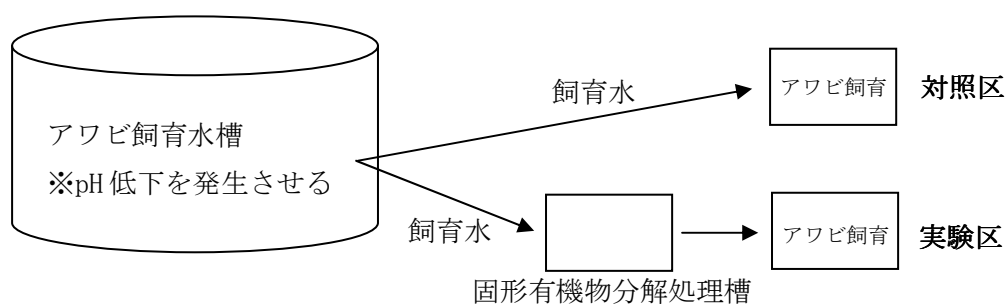 アワビ飼育水槽
※pH 低下を発生させる
飼育水
アワビ飼育
対照区
飼育水
アワビ飼育
実験区
固形有機物分解処理槽